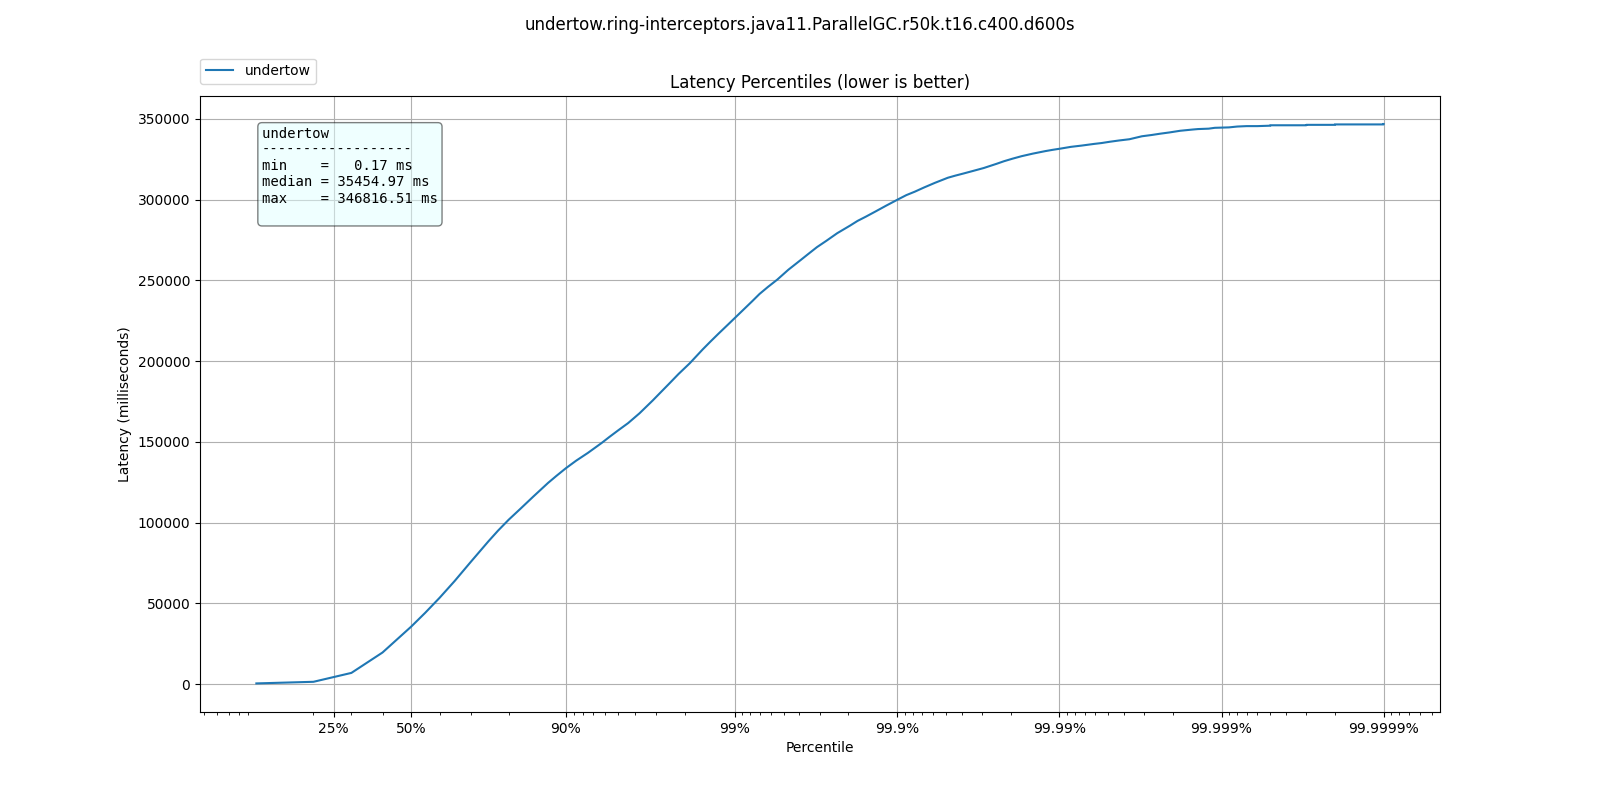 undertow.ring-interceptors.java11.ParallelGC.r50k.t16.c400.d600s
undertow
Latency Percentiles (lower is better)
350000
300000
250000
200000
150000
100000
50000
0
Latency (milliseconds)
undertow
------------------
min    =   0.17 ms
median = 35454.97 ms
max    = 346816.51 ms
25% 50% 90% 99% 99.9% 99.99% 99.999% 99.9999%
Percentile